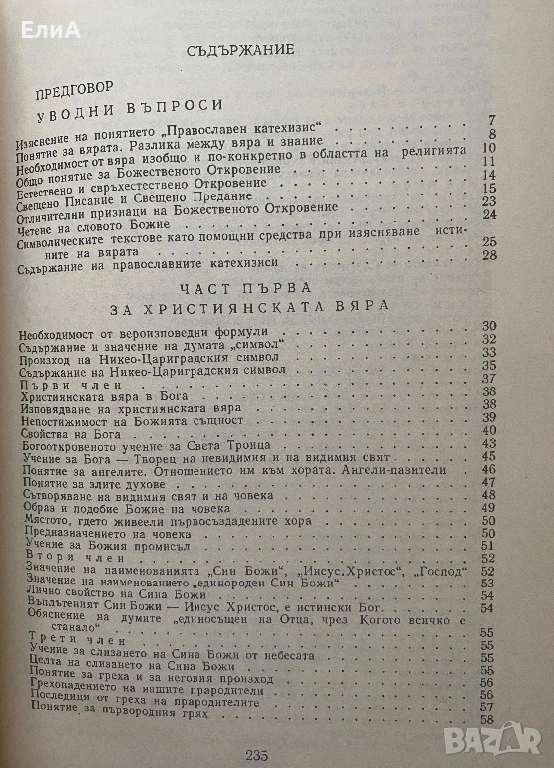 ЕлиА
СЪДЪРЖАНИЕ
ПРЕДГОВОР
УВОДНИ ВЪПРОСИ
Изяснение на понятието „Православен катехизис“ 7
Понятие за вярата. Разлика между вяра и знание 8
Необходимост от вяра изобщо и по-конкретно в областта на религията 10
Общо понятие за Божественото Откровение 11
Естествено и свръхестествено Откровение 14
Свещено Писание и Свещено Предание 15
Отличителни признаци на Божественото Откровение 23
Четене на словото Божие 24
Символическите текстове като помощни средства при изясняване исти-
ните на вярата 25
Съдържание на православните катехизиси 28
ЧАСТ ПЪРВА
ЗА ХРИСТИЯНСКАТА ВЯРА
Необходимост от вероизповедни формули 30
Съдържание и значение на думата „символ“ 32
Произход на Никео-Цариградския символ 33
Съдържание на Никео-Цариградския символ 35
Първи член 37
Християнската вяра в Бога 38
Изповядване на християнската вяра 38
Непостижимост на Божията същност 39
Свойства на Бога 40
Богооткровеното учение за Света Троица 43
Учение за Бога — Творец на невидимия и на видимия свят 45
Понятие за ангелите. Отношението им към хората. Ангели-пазители 46
Понятие за злите духове 47
Сътворяване на видимия свят и на човека 48
Образ и подобие Божие на човека 49
Мястото, гдето живеели първосъздадените хора 50
Предназначението на човека 50
Учение за Божия промисъл 51
Втори член 52
Значение на наименованията „Син Божи“, „Иисус Христос“, „Господ“ 52
Значение на наименованието „единороден Син Божи“ 53
Лично свойство на Сина Божи 54
Въплътеният Син Божи — Иисус Христос, е истински Бог 54
Обяснение на думите „единосъщен на Отца, чрез Когото всичко е
станало“ 55
Трети член 55
Учение за слизането на Сина Божи от небесата 55
Целта на слизането на Сина Божи 55
Понятие за греха и за неговия произход 56
Грехопадението на нашите прародители 56
Последици от греха на прародителите 57
Понятие за първородния грях 58
235
BAZAR